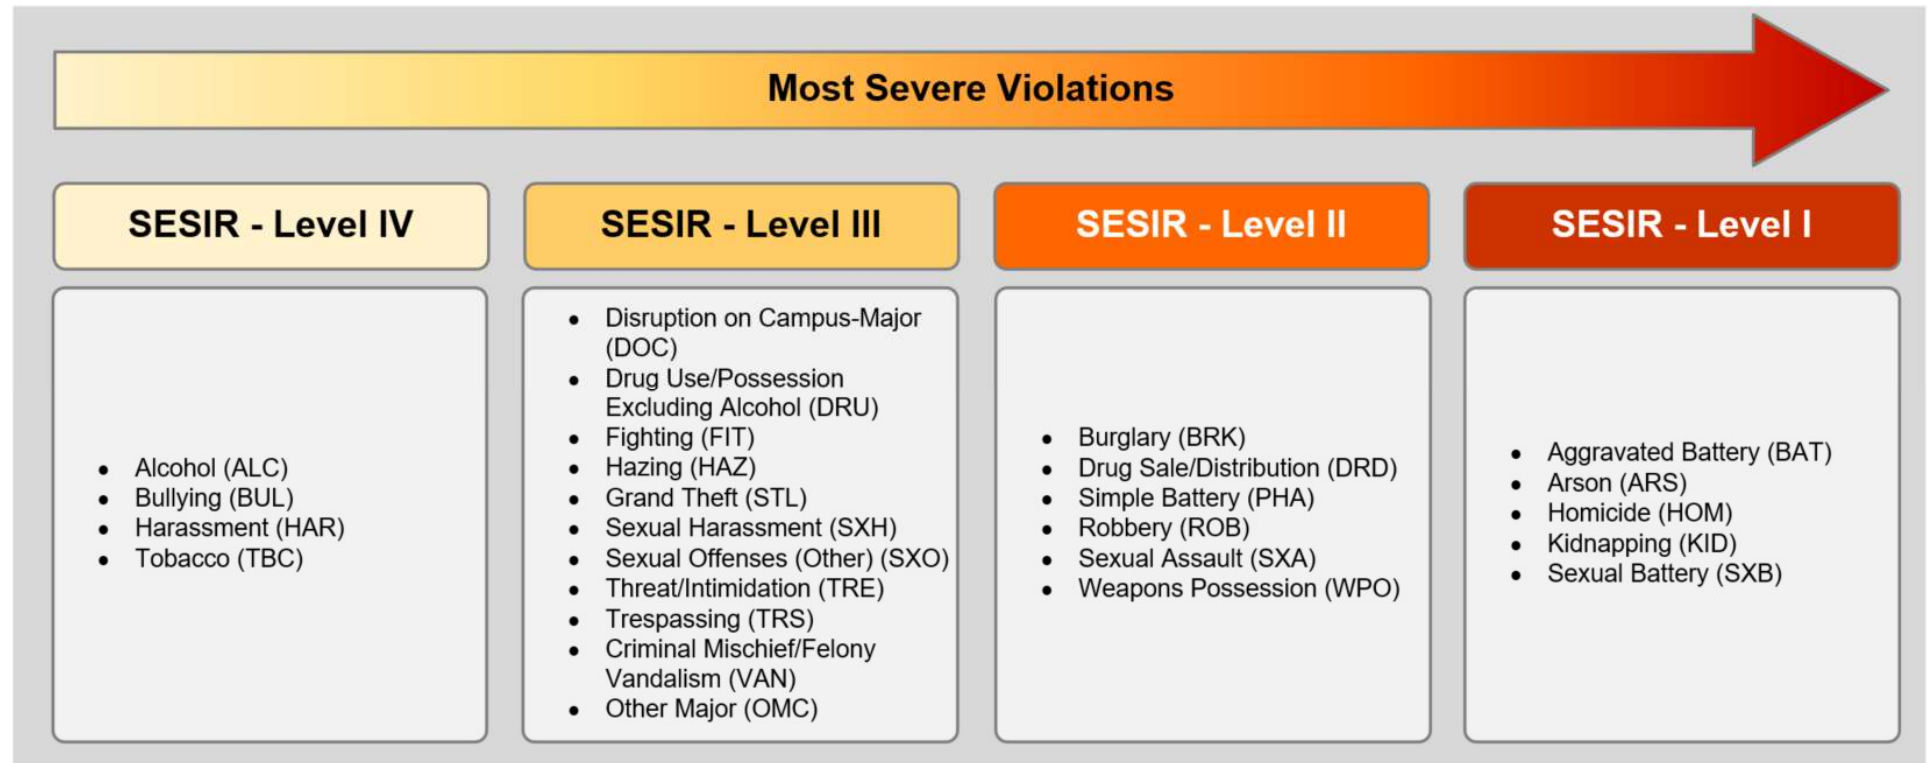 Most Severe Violations
SESIR - Level IV
• Alcohol (ALC)
• Bullying (BUL)
• Harassment (HAR)
• Tobacco (TBC)
SESIR - Level III
• Disruption on Campus-Major
(DOC)
• Drug Use/Possession
Excluding Alcohol (DRU)
• Fighting (FIT)
• Hazing (HAZ)
• Grand Theft (STL)
• Sexual Harassment (SXH)
• Sexual Offenses (Other) (SXO)
• Threat/Intimidation (TRE)
• Trespassing (TRS)
• Criminal Mischief/Felony
Vandalism (VAN)
• Other Major (OMC)
SESIR - Level II
• Burglary (BRK)
• Drug Sale/Distribution (DRD)
• Simple Battery (PHA)
• Robbery (ROB)
• Sexual Assault (SXA)
• Weapons Possession (WPO)
SESIR - Level I
• Aggravated Battery (BAT)
• Arson (ARS)
• Homicide (HOM)
• Kidnapping (KID)
• Sexual Battery (SXB)